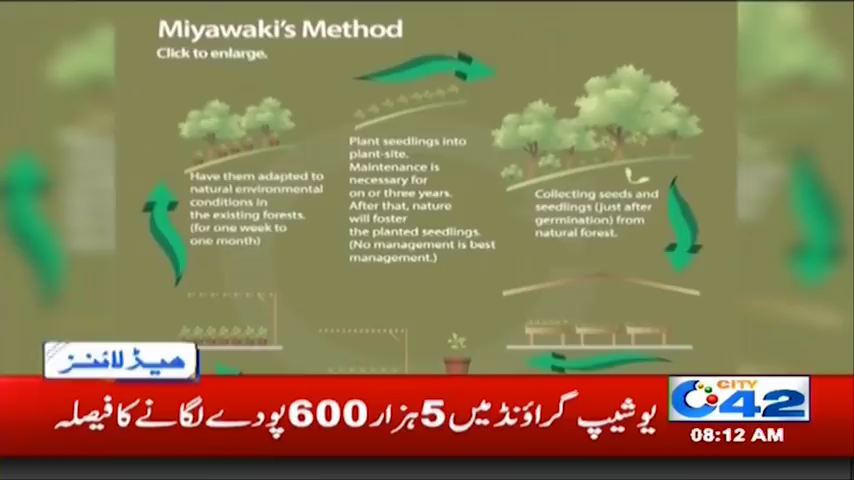 Miyawaki's Method
Click to enlarge.
Have them adapted to
natural environmental
conditions in
the existing forests.
(for one week to
one month)
Plant seedlings into
plant-site.
Maintenance is
necessary for
on or three years.
After that, nature
will foster
the planted seedlings.
(No management is best
management.)
Collecting seeds and
seedlings (just after
germination) from
natural forest.
ھیڈلائنز
یوشیپ گراؤنڈ میں 5 ہزار 600 پودے لگانے کا فیصلہ
CITY
42
08:12 AM